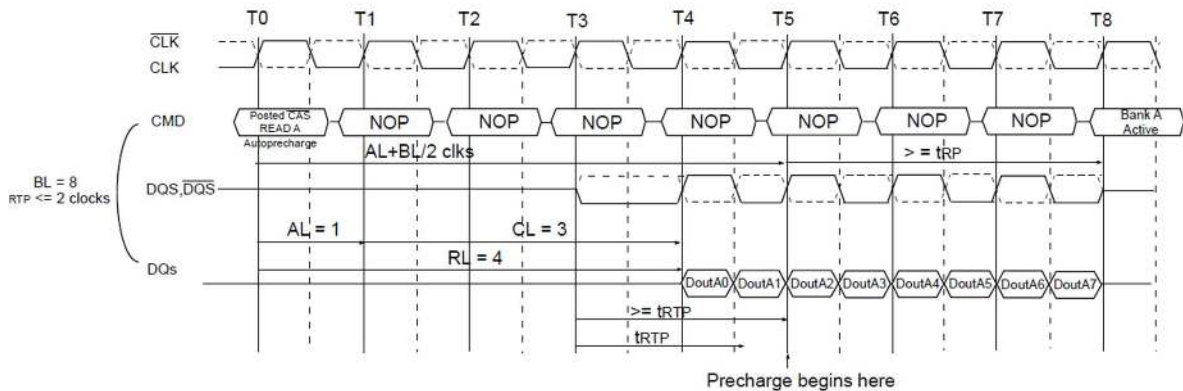 T0 T1 T2 T3 T4 T5 T6 T7 T8
CLK
CLK
CMD
Posted CAS
READ A
Autoprecharge
NOP NOP NOP NOP NOP NOP NOP
Bank A
Active
AL+BL/2 clks
> = tRP
BL = 8
RTP <= 2 clocks
DQS,DQS
AL = 1
CL = 3
RL = 4
DQs
DoutA0 DoutA1 DoutA2 DoutA3 DoutA4 DoutA5 DoutA6 DoutA7
>= tRTP
tRTP
Precharge begins here